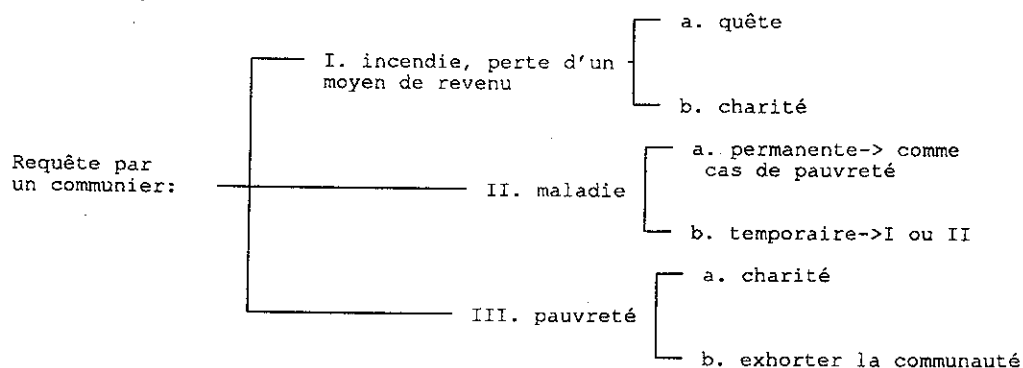 Requête par
un communier:
I. incendie, perte d'un
moyen de revenu
a. quête
b. charité
II. maladie
a. permanente-> comme
cas de pauvreté
b. temporaire->I ou II
III. pauvreté
a. charité
b. exhorter la communauté